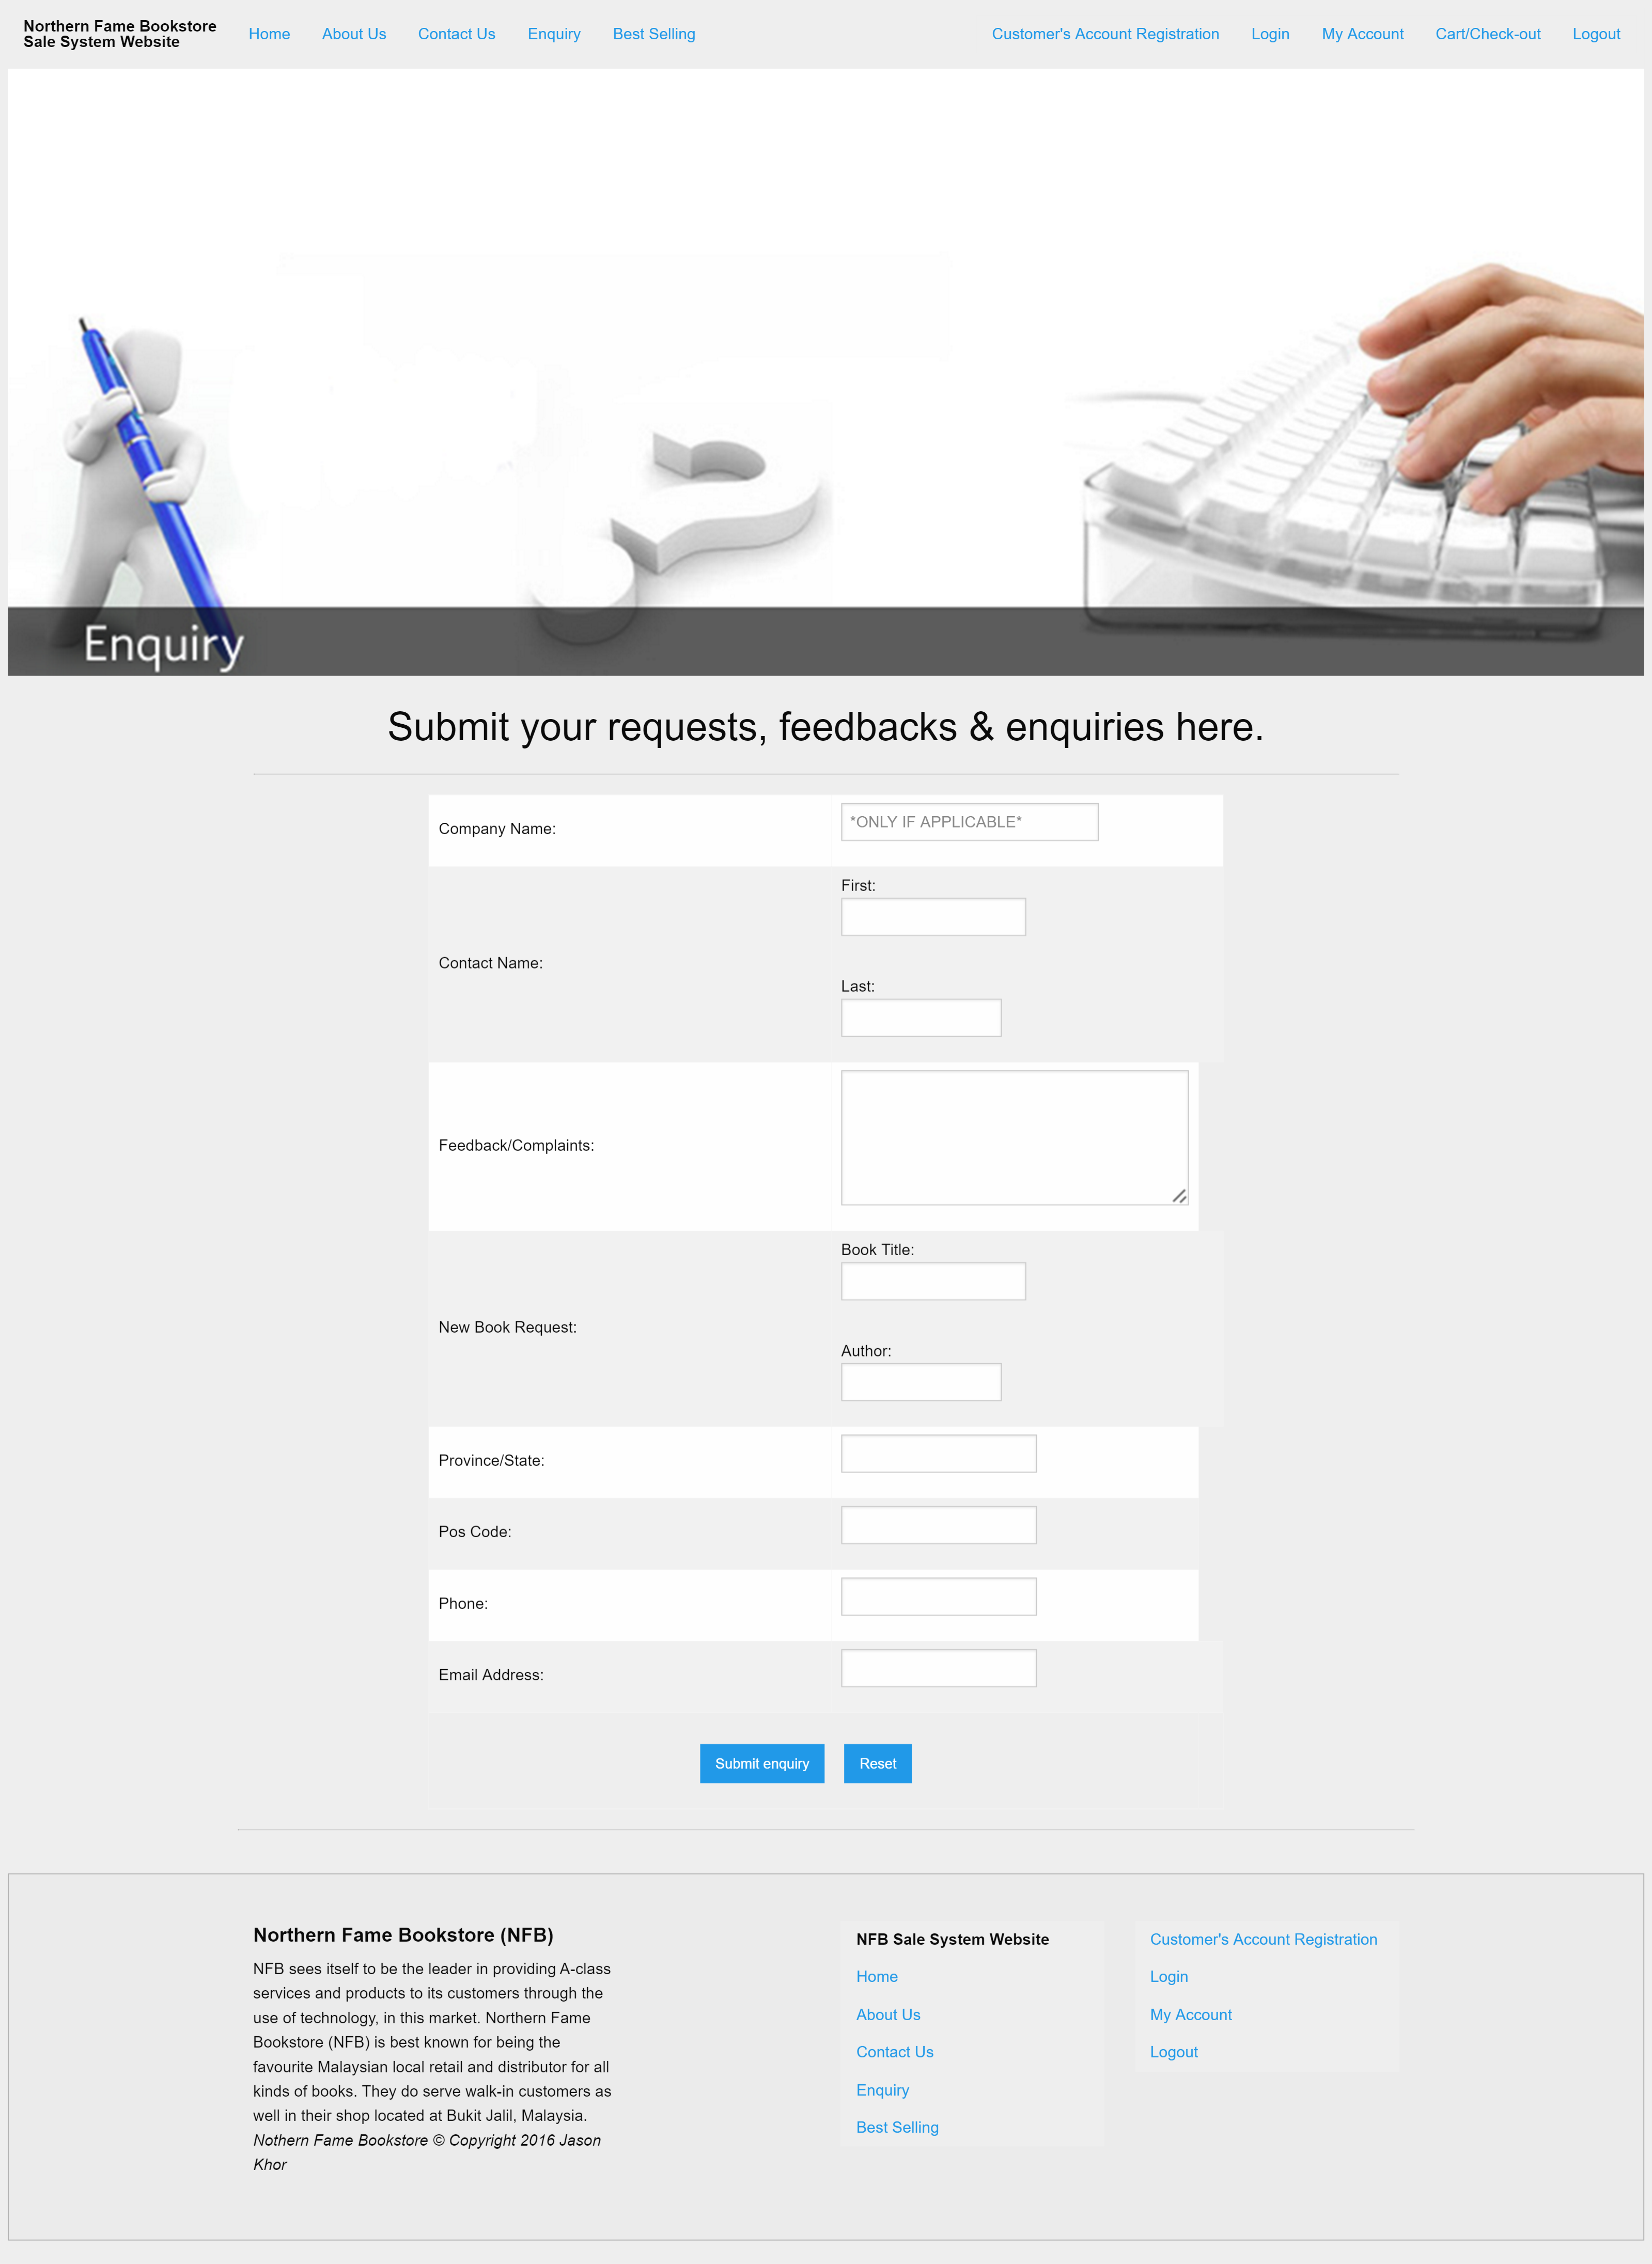 Northern Fame Bookstore
Sale System Website
Home
About Us
Contact Us
Enquiry
Best Selling
Customer's Account Registration
Login
My Account
Cart/Check-out
Logout
Enquiry
Submit your requests, feedbacks & enquiries here.
Company Name:
*ONLY IF APPLICABLE*
Contact Name:
First:
Last:
Feedback/Complaints:
New Book Request:
Book Title:
Author:
Province/State:
Pos Code:
Phone:
Email Address:
Submit enquiry
Reset
Northern Fame Bookstore (NFB)
NFB sees itself to be the leader in providing A-class
services and products to its customers through the
use of technology, in this market. Northern Fame
Bookstore (NFB) is best known for being the
favourite Malaysian local retail and distributor for all
kinds of books. They do serve walk-in customers as
well in their shop located at Bukit Jalil, Malaysia.
Nothern Fame Bookstore © Copyright 2016 Jason
Khor
NFB Sale System Website
Home
About Us
Contact Us
Enquiry
Best Selling
Customer's Account Registration
Login
My Account
Logout